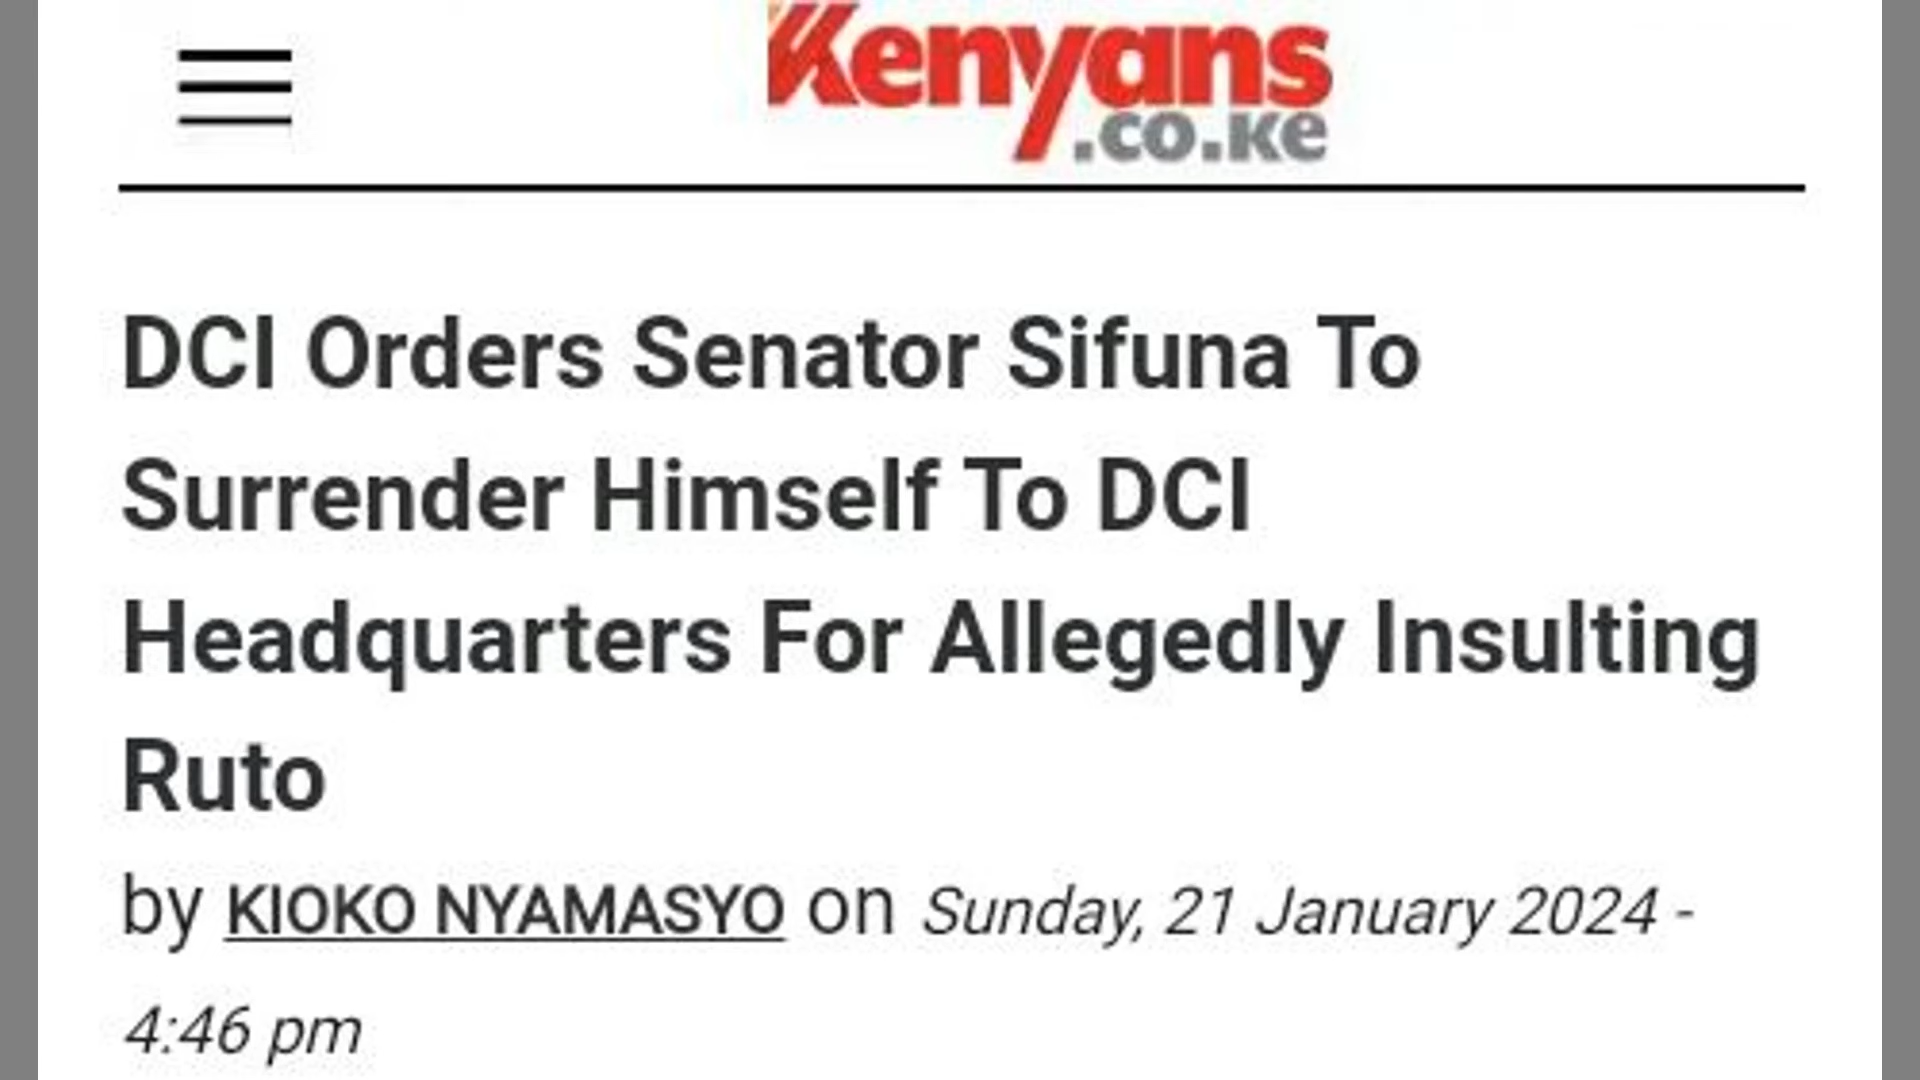 Kenyans
.co.ke
DCI Orders Senator Sifuna To
Surrender Himself To DCI
Headquarters For Allegedly Insulting
Ruto
by KIOKO NYAMASYO on Sunday, 21 January 2024 -
4:46 pm